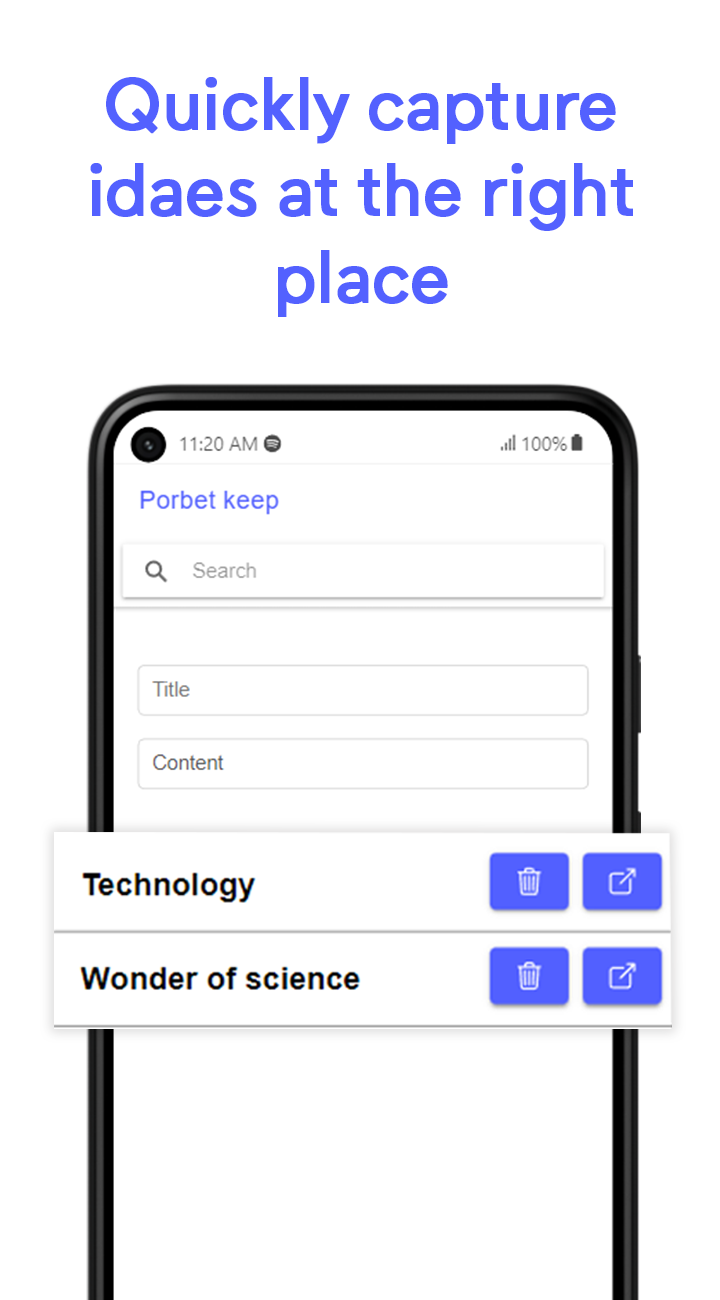 Quickly capture
idaes at the right
place
11:20 AM 100%
Porbet keep
Search
Title
Content
Technology
Wonder of science